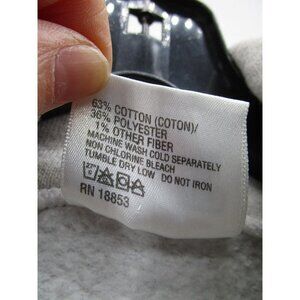 63% COTTON (COTON)/
36% POLYESTER
1% OTHER FIBER
MACHINE WASH COLD SEPARATELY
NON CHLORINE BLEACH
TUMBLE DRY LOW DO NOT IRON
RN 18853